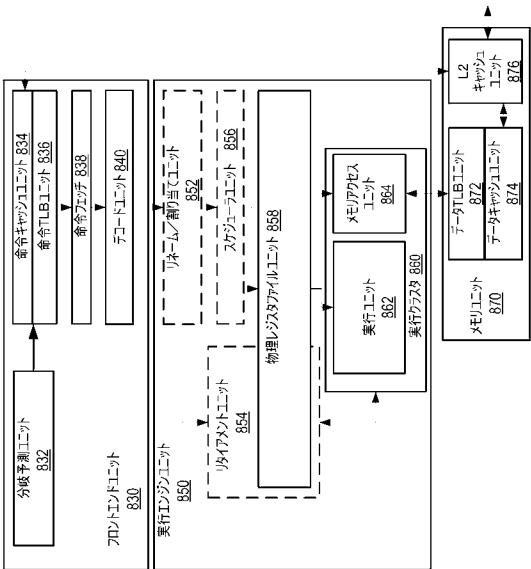 分岐予測ユニット
832
命令キャッシュユニット 834
命令TLBユニット 836
命令フェッチ 838
デコードユニット 840
フロントエンドユニット
830
実行エンジンユニット
850
リネーム/割り当てユニット
852
スケジューラユニット 856
リタイアメントユニット
854
物理レジスタファイルユニット 858
実行ユニット
862
メモリアクセス
ユニット
864
実行クラスタ 860
メモリユニット
870
データTLBユニット
872
データキャッシュユニット
874
L2
キャッシュ
ユニット
876